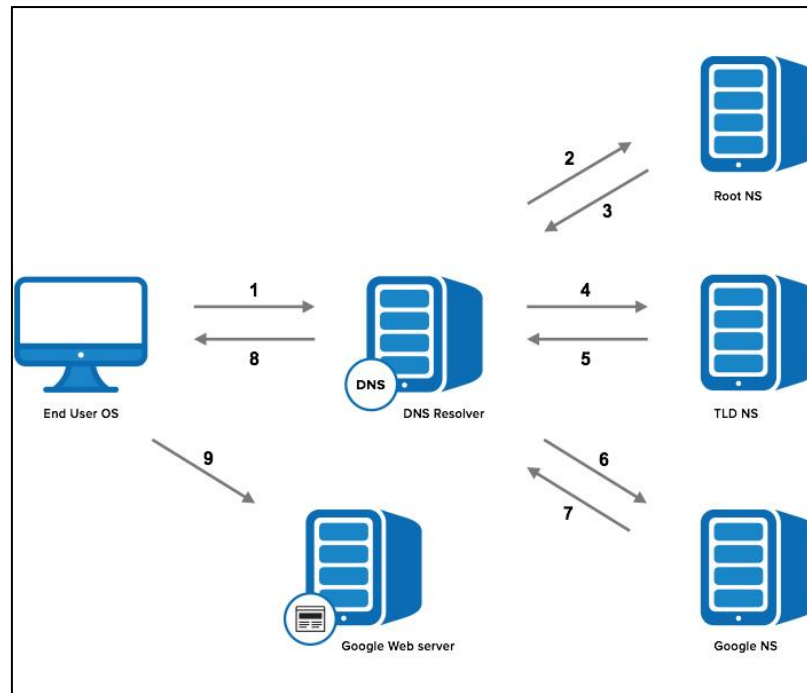 2
3
Root NS
1
8
4
5
DNS
End User OS
DNS Resolver
TLD NS
9
6
7
Google Web server
Google NS